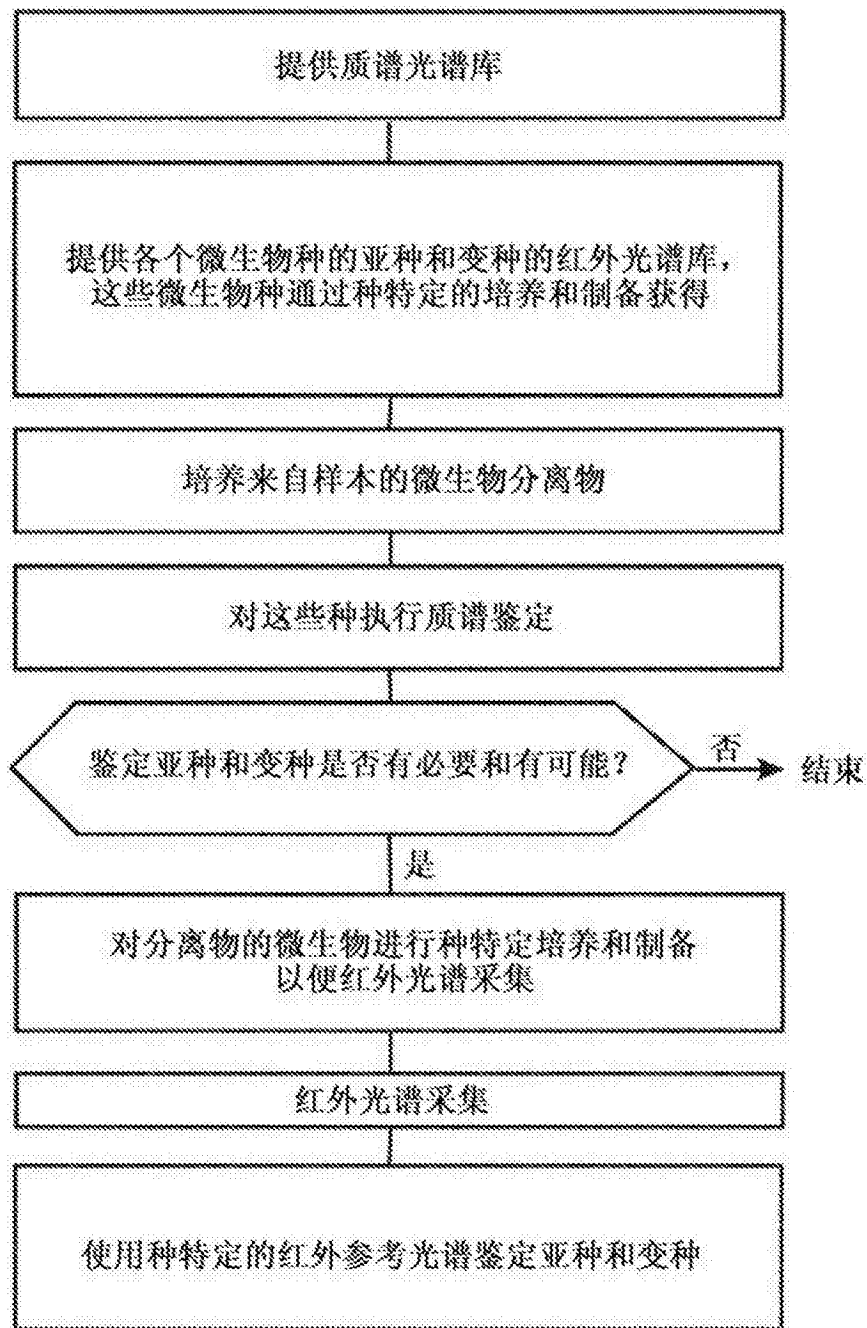 提供质谱光谱库
提供各个微生物种的亚种和变种的红外光谱库，
这些微生物种通过种特定的培养和制备获得
培养来自样本的微生物分离物
对这些种执行质谱鉴定
鉴定亚种和变种是否有必要和有可能？
否
结束
是
对分离物的微生物进行种特定培养和制备
以便红外光谱采集
红外光谱采集
使用种特定的红外参考光谱鉴定亚种和变种